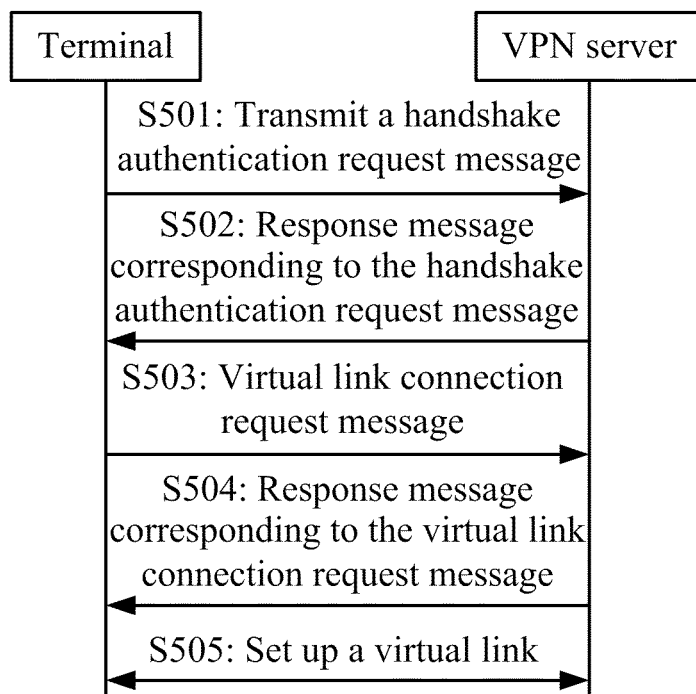 Terminal
VPN server
S501: Transmit a handshake
authentication request message
S502: Response message
corresponding to the handshake
authentication request message
S503: Virtual link connection
request message
S504: Response message
corresponding to the virtual link
connection request message
S505: Set up a virtual link